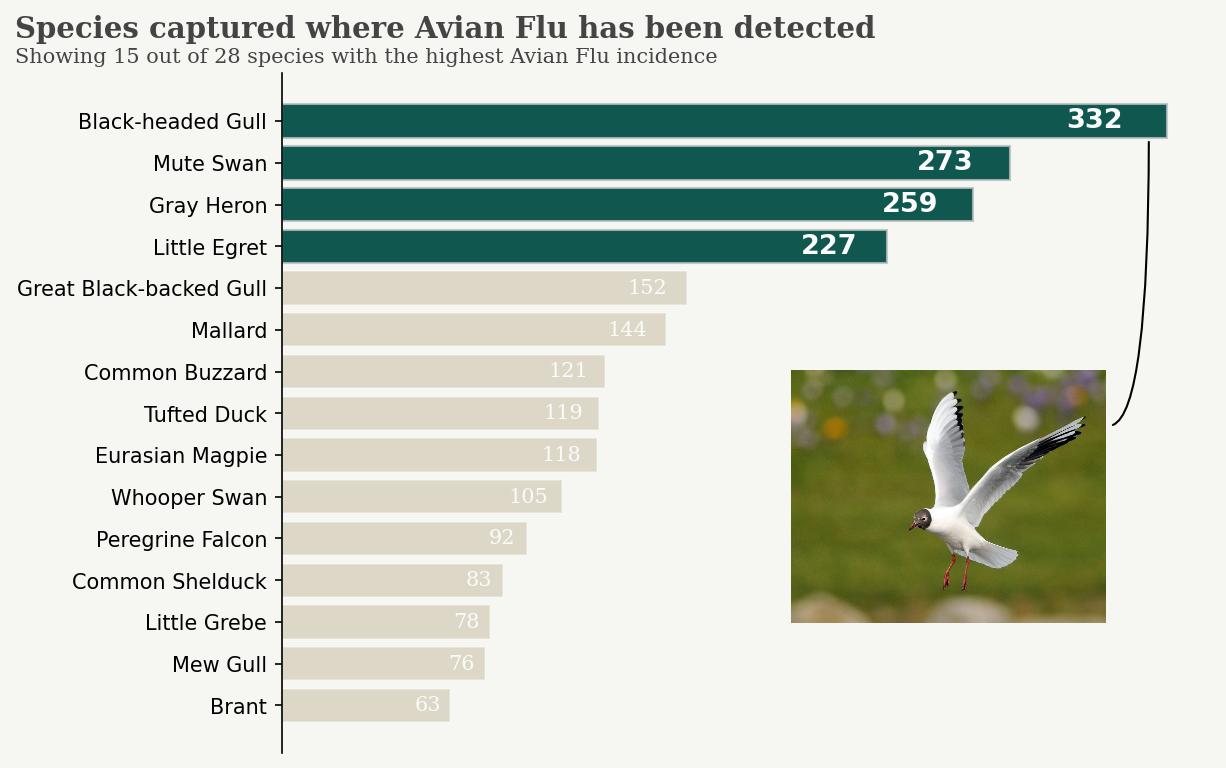 Species captured where Avian Flu has been detected
Showing 15 out of 28 species with the highest Avian Flu incidence
Black-headed Gull 332
Mute Swan 273
Gray Heron 259
Little Egret 227
Great Black-backed Gull 152
Mallard 144
Common Buzzard 121
Tufted Duck 119
Eurasian Magpie 118
Whooper Swan 105
Peregrine Falcon 92
Common Shelduck 83
Little Grebe 78
Mew Gull 76
Brant 63